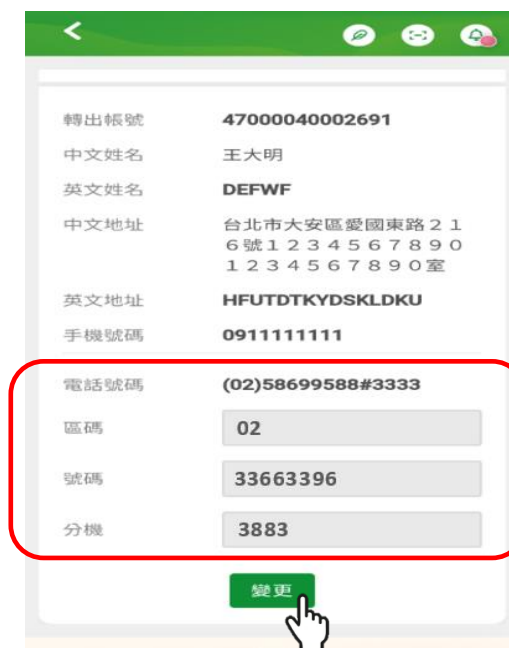 轉出帳號 47000040002691
中文姓名 王大明
英文姓名 DEFWF
中文地址 台北市大安區愛國東路２１
６號１２３４５６７８９０
１２３４５６７８９０室
英文地址 HFUTDTKYDSKLDKU
手機號碼 0911111111
電話號碼 (02)58699588#3333
區碼 02
號碼 33663396
分機 3883
變更